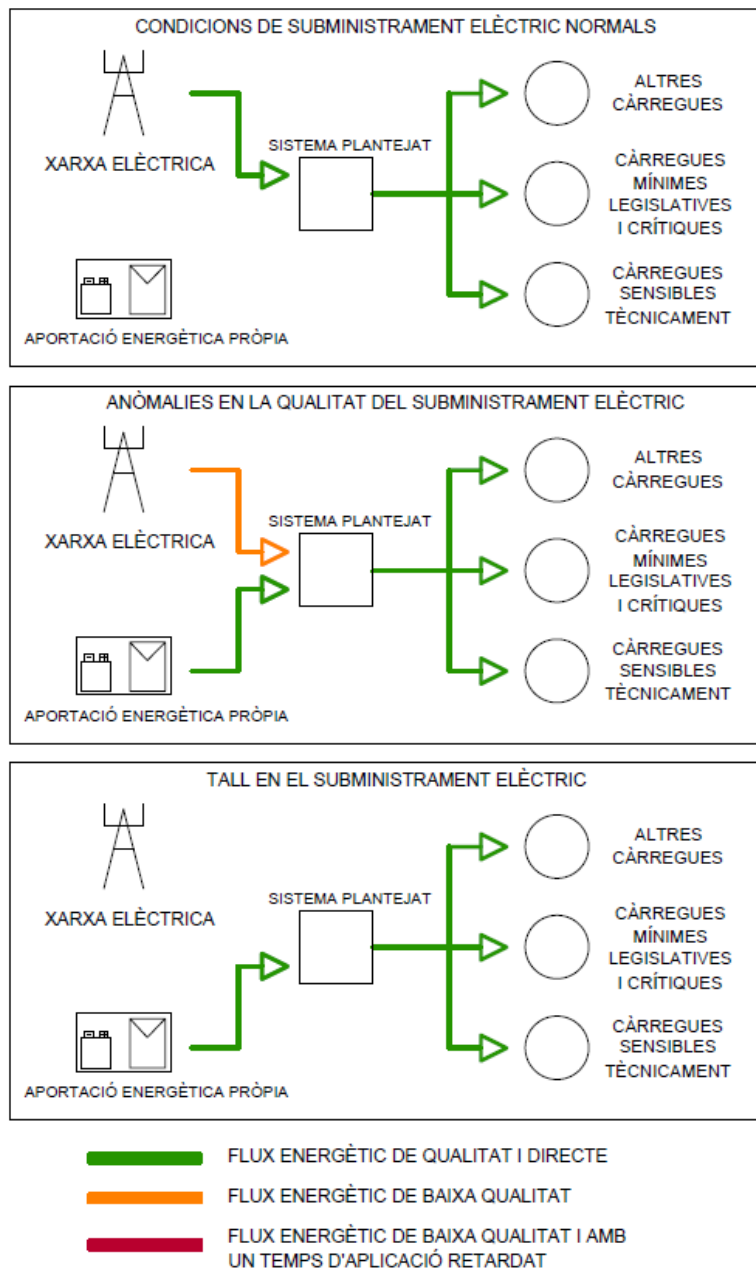 CONDICIONS DE SUBMINISTRAMENT ELÈCTRIC NORMALS
XARXA ELÈCTRICA
SISTEMA PLANTEJAT
APORTACIÓ ENERGÈTICA PRÒPIA
ALTRES
CÀRREGUES
CÀRREGUES
MÍNIMES
LEGISLATIVES
I CRÍTIQUES
CÀRREGUES
SENSIBLES
TÈCNICAMENT
ANÒMALIES EN LA QUALITAT DEL SUBMINISTRAMENT ELÈCTRIC
XARXA ELÈCTRICA
SISTEMA PLANTEJAT
APORTACIÓ ENERGÈTICA PRÒPIA
ALTRES
CÀRREGUES
CÀRREGUES
MÍNIMES
LEGISLATIVES
I CRÍTIQUES
CÀRREGUES
SENSIBLES
TÈCNICAMENT
TALL EN EL SUBMINISTRAMENT ELÈCTRIC
XARXA ELÈCTRICA
SISTEMA PLANTEJAT
APORTACIÓ ENERGÈTICA PRÒPIA
ALTRES
CÀRREGUES
CÀRREGUES
MÍNIMES
LEGISLATIVES
I CRÍTIQUES
CÀRREGUES
SENSIBLES
TÈCNICAMENT
FLUX ENERGÈTIC DE QUALITAT I DIRECTE
FLUX ENERGÈTIC DE BAIXA QUALITAT
FLUX ENERGÈTIC DE BAIXA QUALITAT I AMB
UN TEMPS D'APLICACIÓ RETARDAT